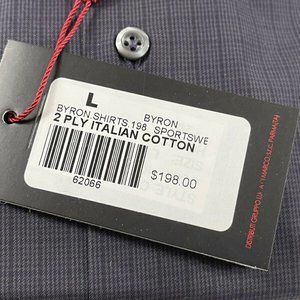 L
BYRON
BYRON.SHIRTS 198 SPORTSWE
2 PLY ITALIAN COTTON
62066
$198.00